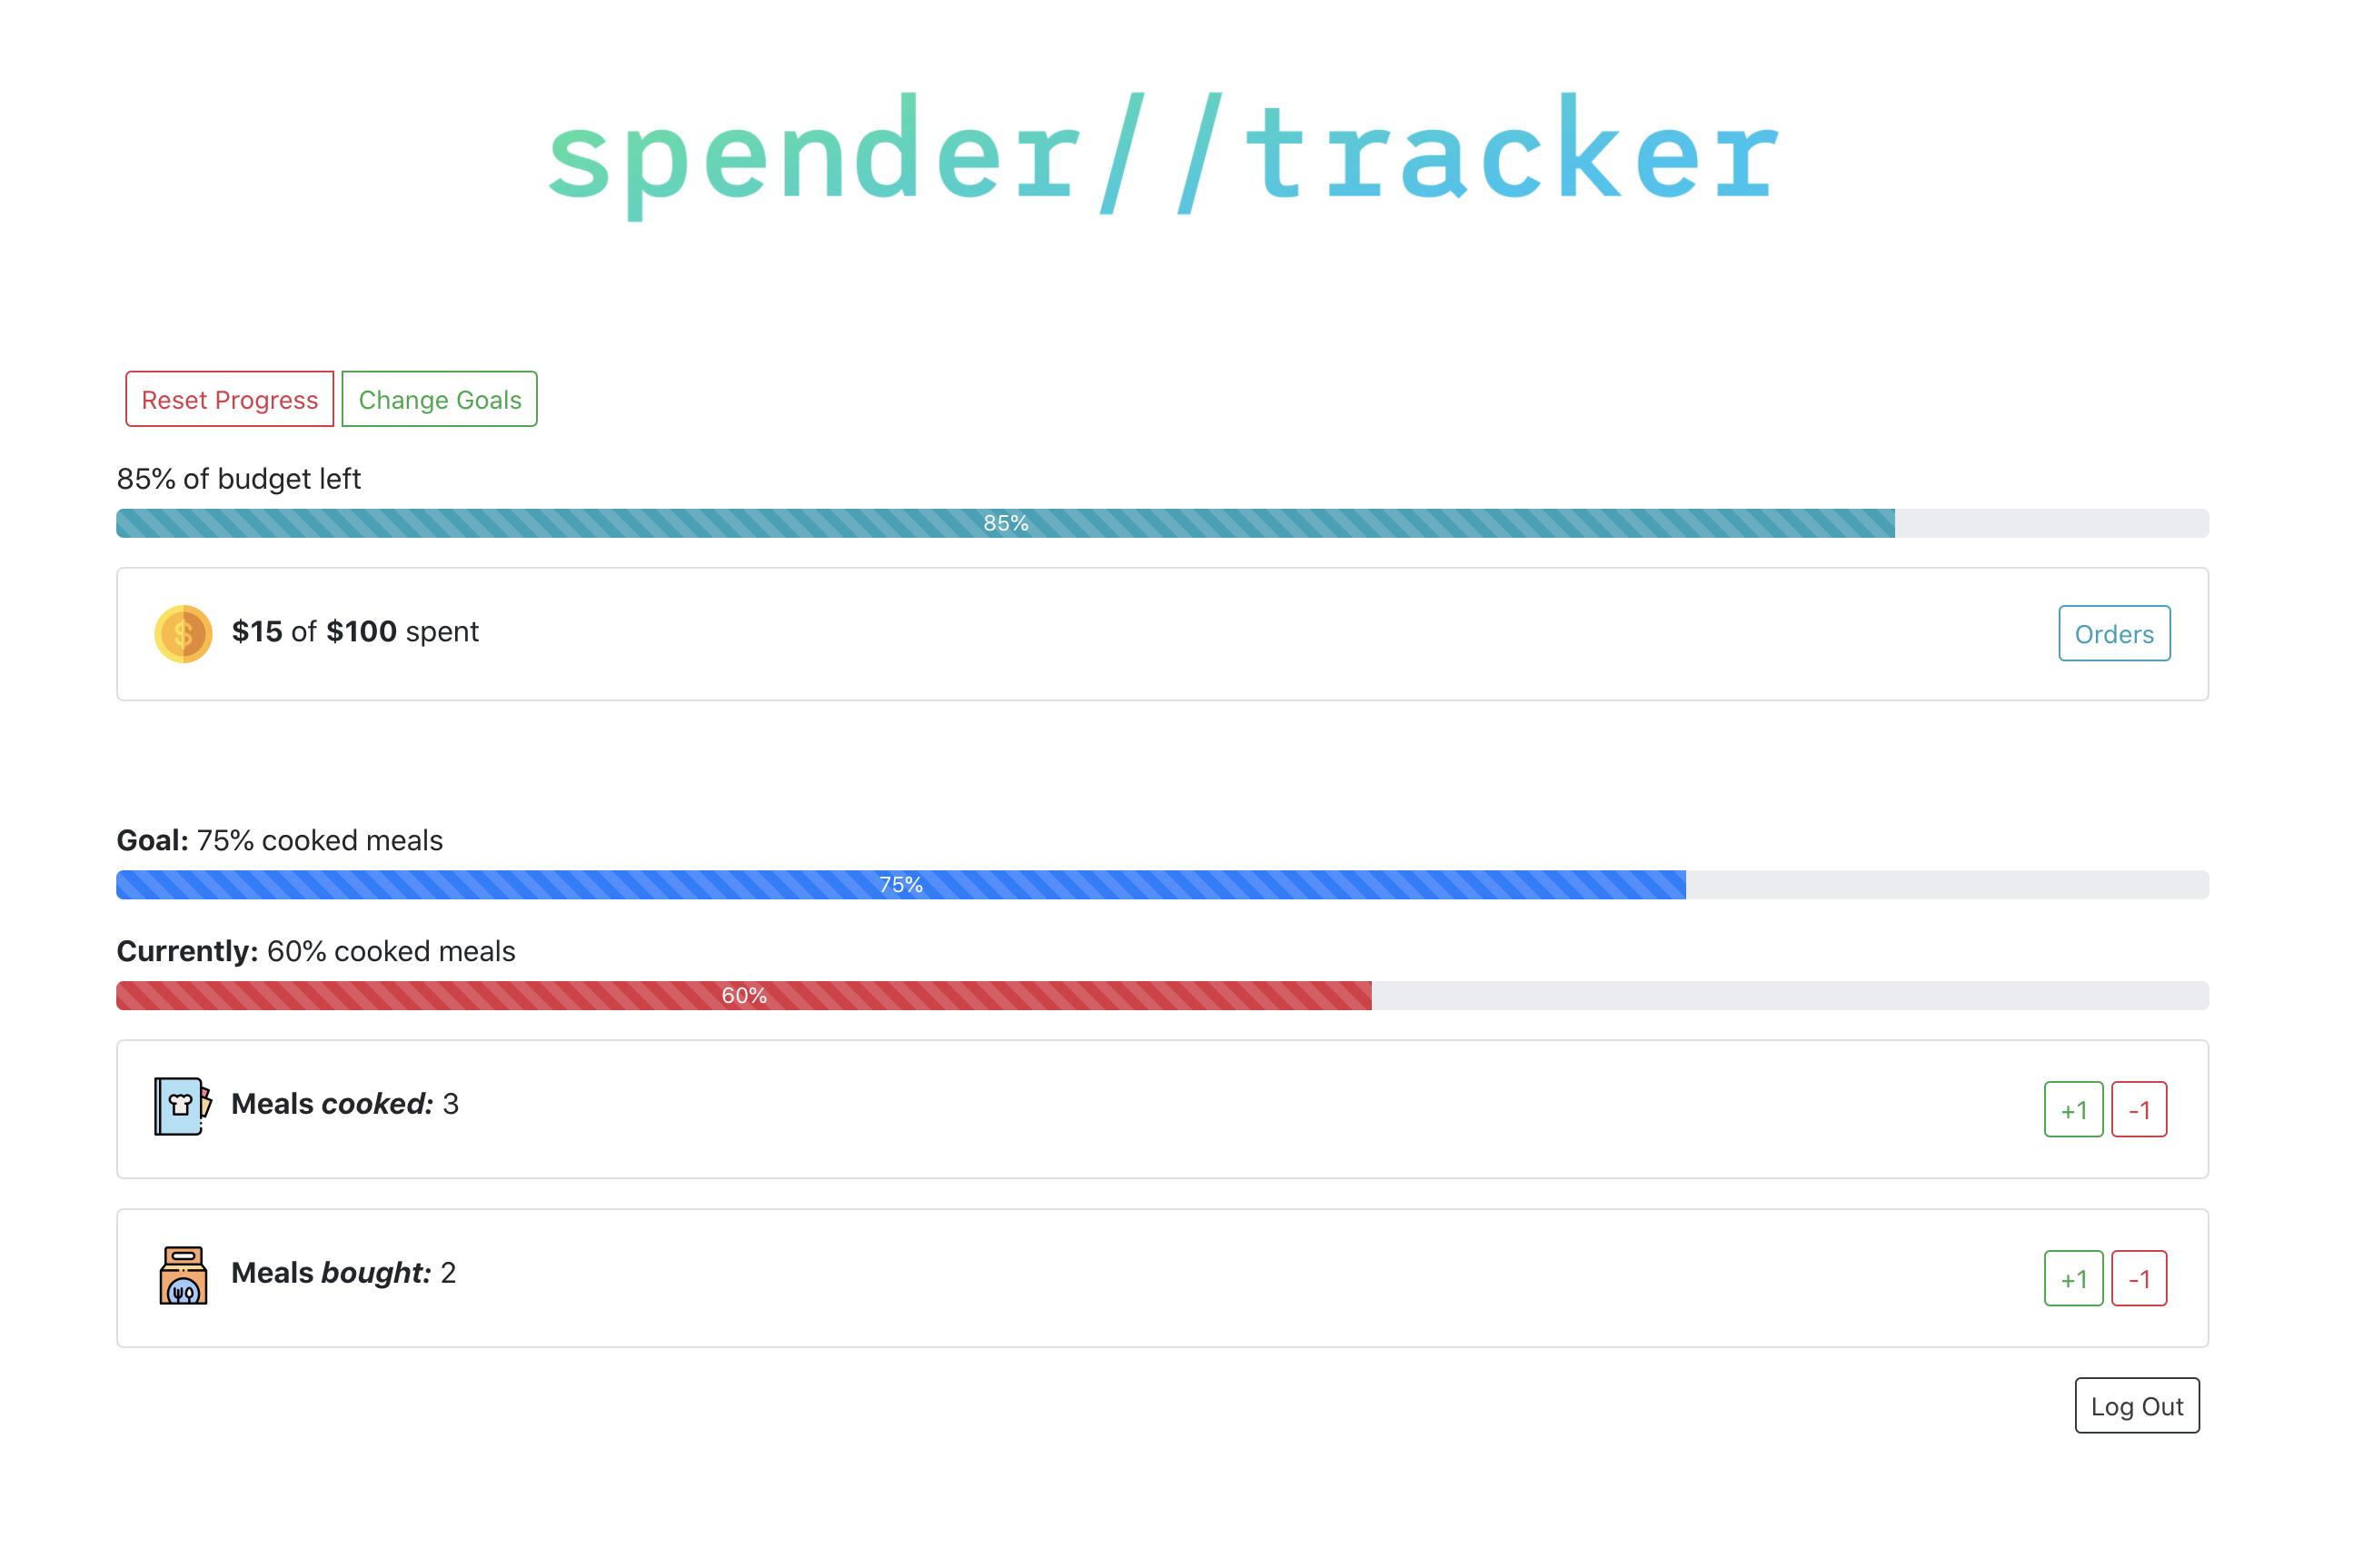 spender//tracker
Reset Progress Change Goals
85% of budget left
85%
$15 of $100 spent
Orders
Goal: 75% cooked meals
75%
Currently: 60% cooked meals
60%
Meals cooked: 3
+1 -1
Meals bought: 2
+1 -1
Log Out